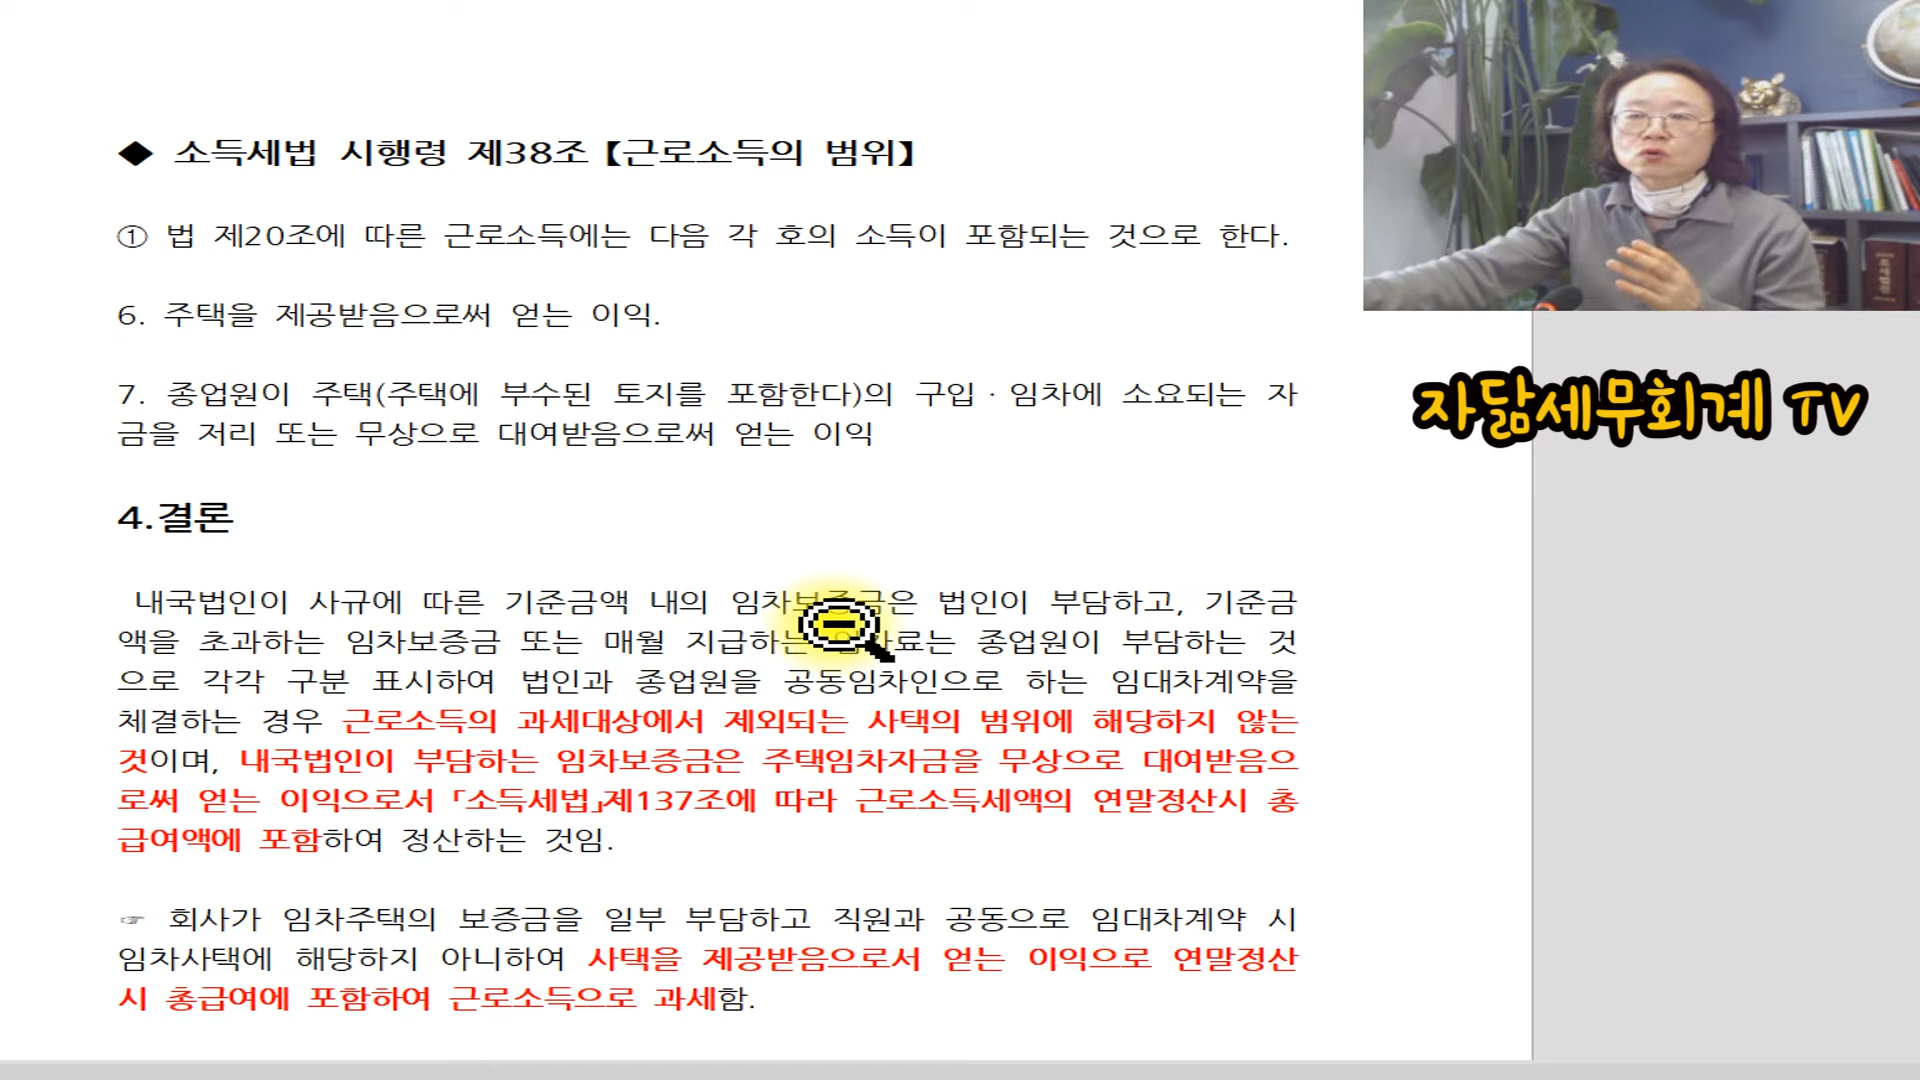 ◆ 소득세법 시행령 제38조【근로소득의 범위】
① 법 제20조에 따른 근로소득에는 다음 각 호의 소득이 포함되는 것으로 한다.
6. 주택을 제공받음으로써 얻는 이익.
7. 종업원이 주택(주택에 부수된 토지를 포함한다)의 구입·임차에 소요되는 자
금을 저리 또는 무상으로 대여받음으로써 얻는 이익
4.결론
내국법인이 사규에 따른 기준금액 내의 임차보증금은 법인이 부담하고, 기준금
액을 초과하는 임차보증금 또는 매월 지급하는 임차료는 종업원이 부담하는 것
으로 각각 구분 표시하여 법인과 종업원을 공동임차인으로 하는 임대차계약을
체결하는 경우 근로소득의 과세대상에서 제외되는 사택의 범위에 해당하지 않는
것이며, 내국법인이 부담하는 임차보증금은 주택임차자금을 무상으로 대여받음으
로써 얻는 이익으로서 「소득세법」제137조에 따라 근로소득세액의 연말정산시 총
급여액에 포함하여 정산하는 것임.
☞ 회사가 임차주택의 보증금을 일부 부담하고 직원과 공동으로 임대차계약 시
임차사택에 해당하지 아니하여 사택을 제공받음으로서 얻는 이익으로 연말정산
시 총급여에 포함하여 근로소득으로 과세함.
자닮세무회계 TV